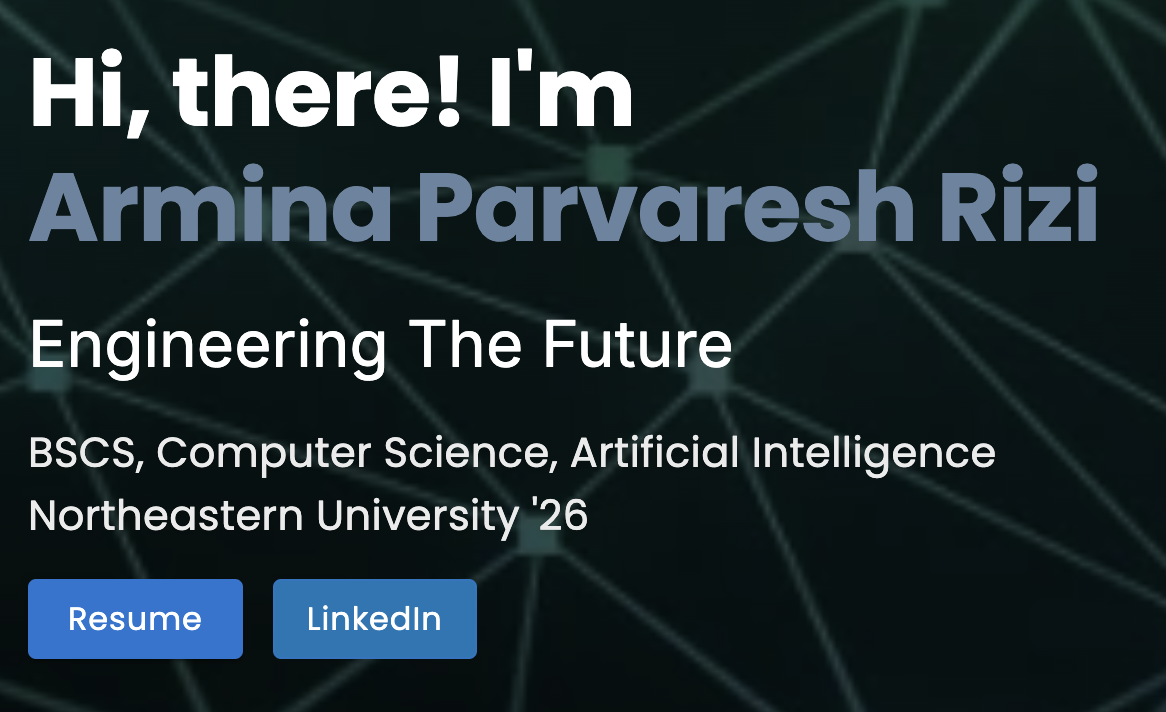 Hi, there! I'm
Armina Parvaresh Rizi
Engineering The Future
BSCS, Computer Science, Artificial Intelligence
Northeastern University '26
Resume
LinkedIn